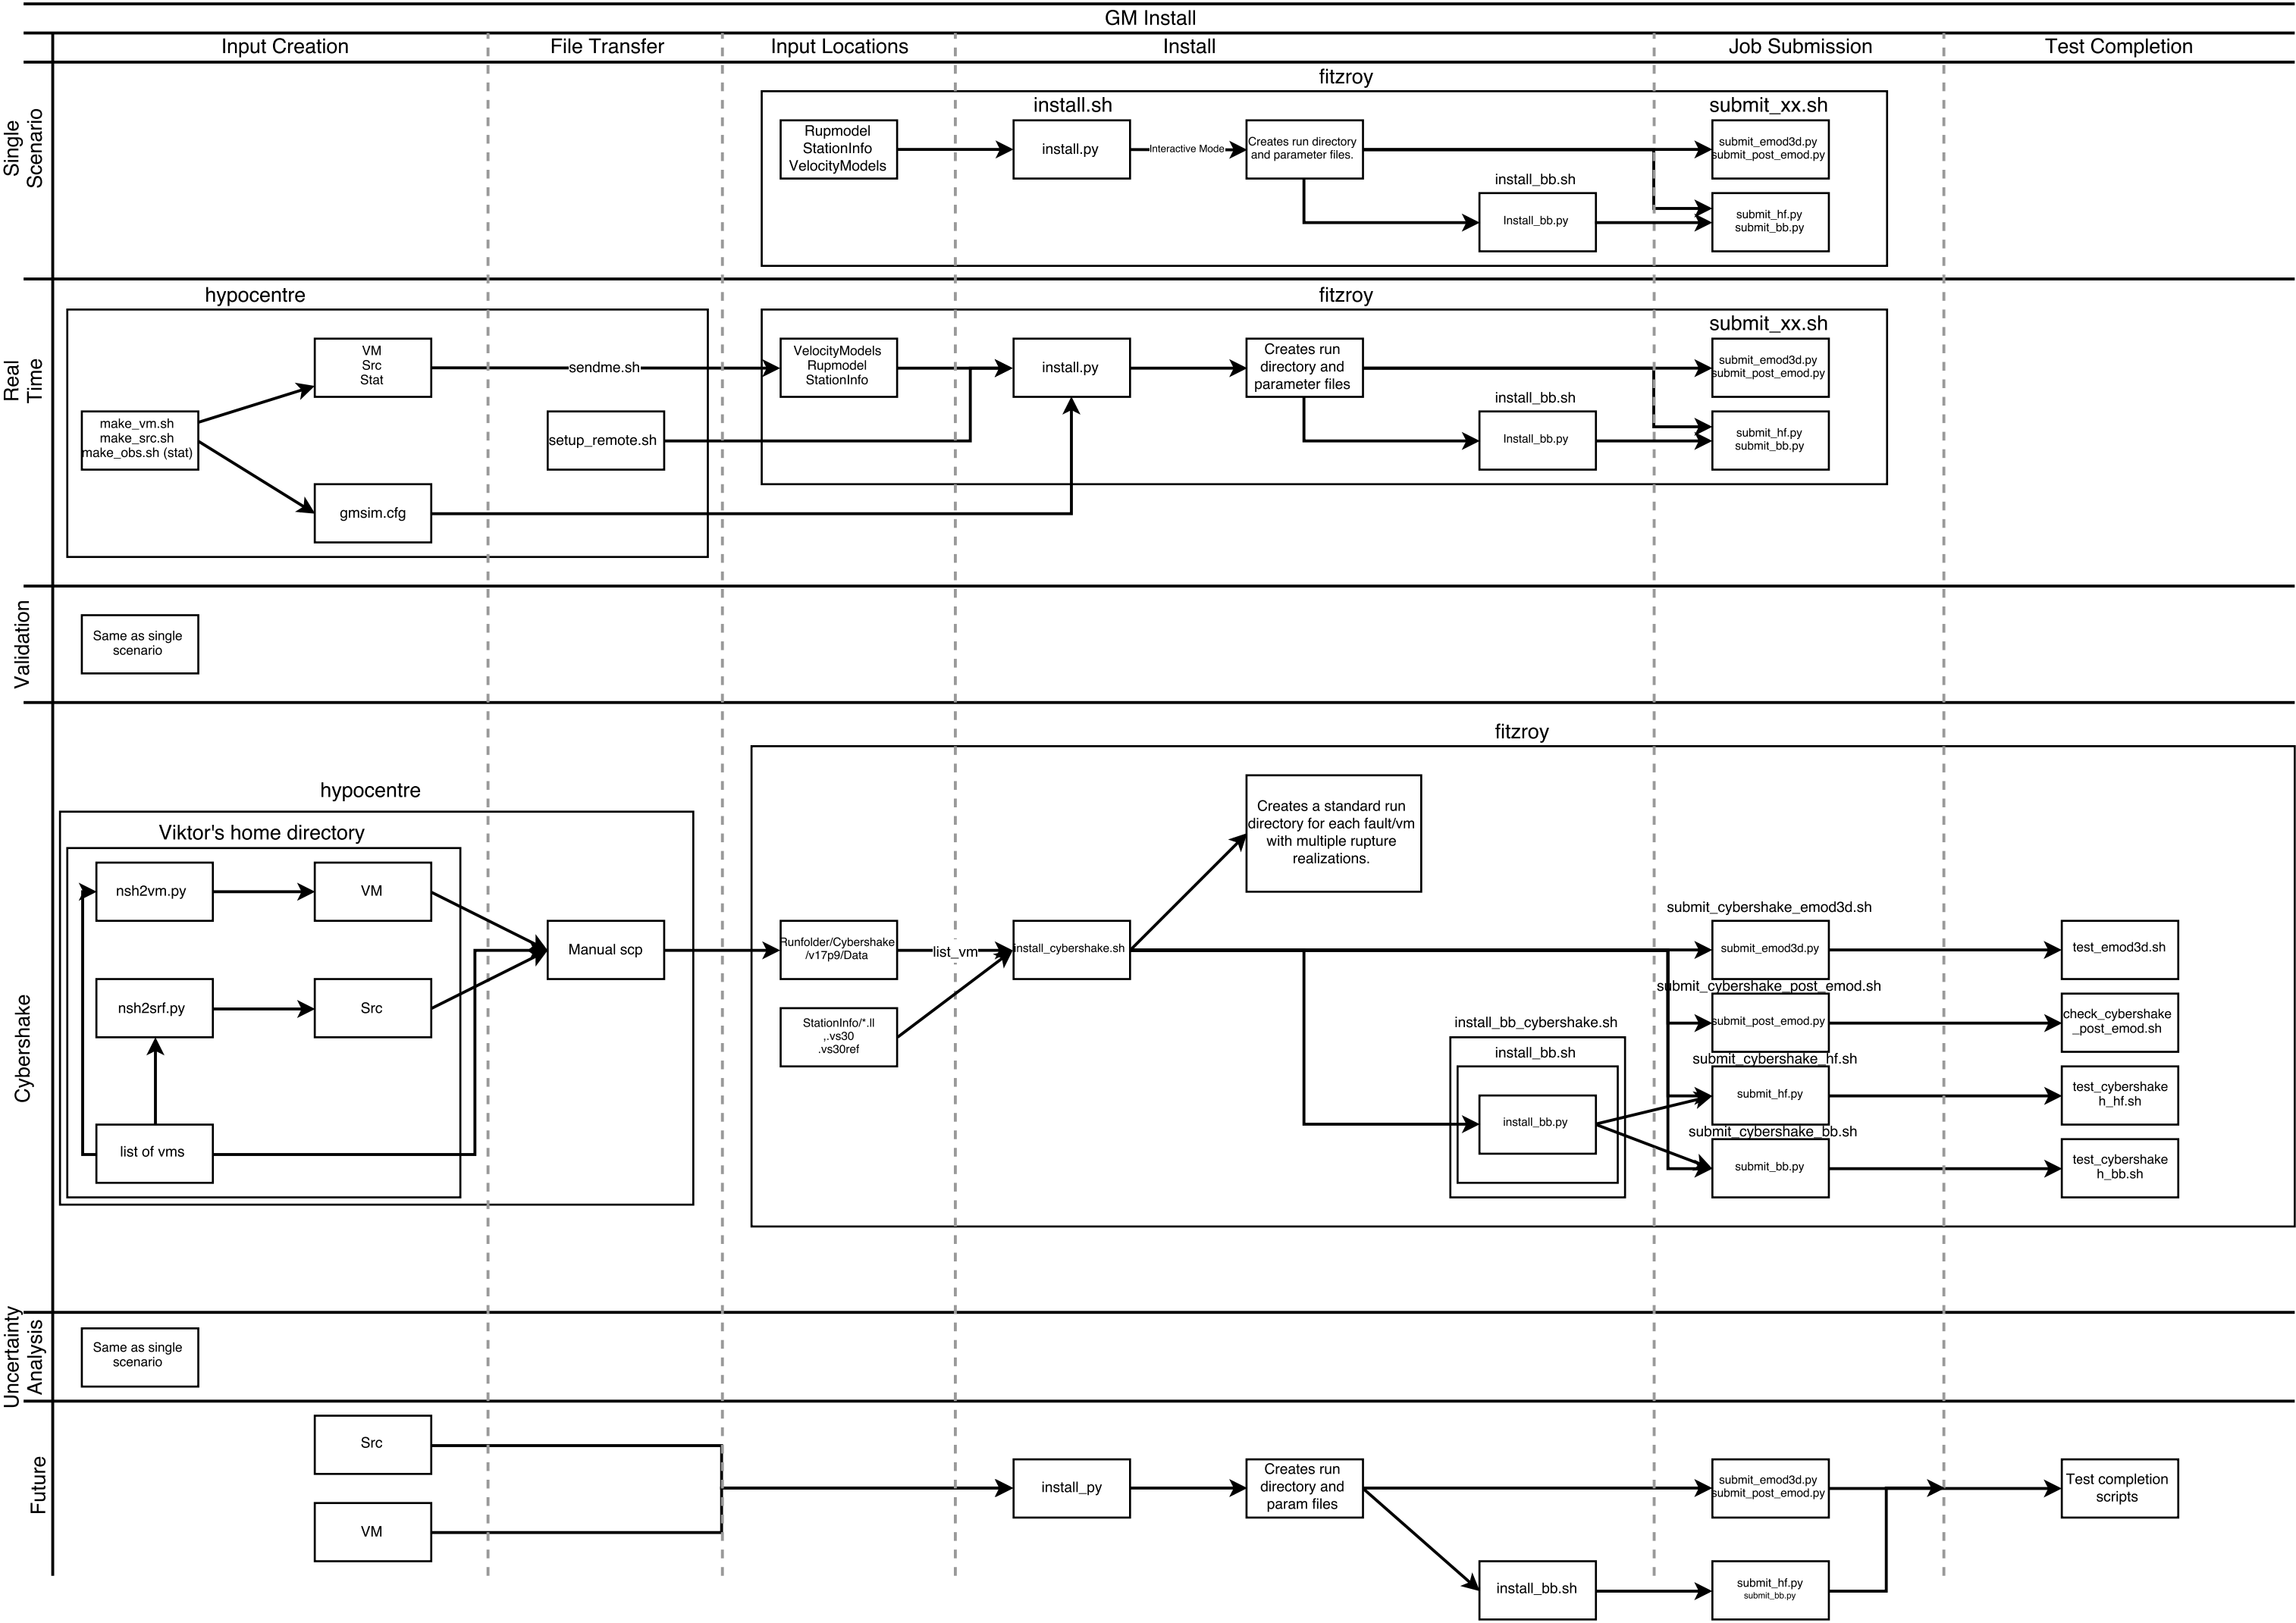 GM Install
Input Creation
File Transfer
Input Locations
Install
Job Submission
Test Completion
Single
Scenario
fitzroy
install.sh
submit_xx.sh
Rupmodel
StationInfo
VelocityModels
install.py
Interactive Mode
Creates run directory
and parameter files.
submit_emod3d.py
submit_post_emod.py
install_bb.sh
Install_bb.py
submit_hf.py
submit_bb.py
Real
Time
hypocentre
fitzroy
submit_xx.sh
VM
Src
Stat
sendme.sh
VelocityModels
Rupmodel
StationInfo
install.py
Creates run
directory and
parameter files
submit_emod3d.py
submit_post_emod.py
make_vm.sh
make_src.sh
make_obs.sh (stat)
setup_remote.sh
install_bb.sh
Install_bb.py
submit_hf.py
submit_bb.py
gmsim.cfg
Validation
Same as single
scenario
Cybershake
fitzroy
hypocentre
Viktor's home directory
nsh2vm.py
VM
nsh2srf.py
Src
list of vms
Manual scp
Runfolder/Cybershake
/v17p9/Data
list_vm
StationInfo/*.ll
,.vs30
.vs30ref
install_cybershake.sh
Creates a standard run
directory for each fault/vm
with multiple rupture
realizations.
install_bb_cybershake.sh
install_bb.sh
install_bb.py
submit_cybershake_emod3d.sh
submit_emod3d.py
test_emod3d.sh
submit_cybershake_post_emod.sh
submit_post_emod.py
check_cybershake
_post_emod.sh
submit_cybershake_hf.sh
submit_hf.py
test_cybershake
h_hf.sh
submit_cybershake_bb.sh
submit_bb.py
test_cybershake
h_bb.sh
Uncertainty
Analysis
Same as single
scenario
Future
Src
VM
install_py
Creates run
directory and
param files
submit_emod3d.py
submit_post_emod.py
Test completion
scripts
install_bb.sh
submit_hf.py
submit_bb.py